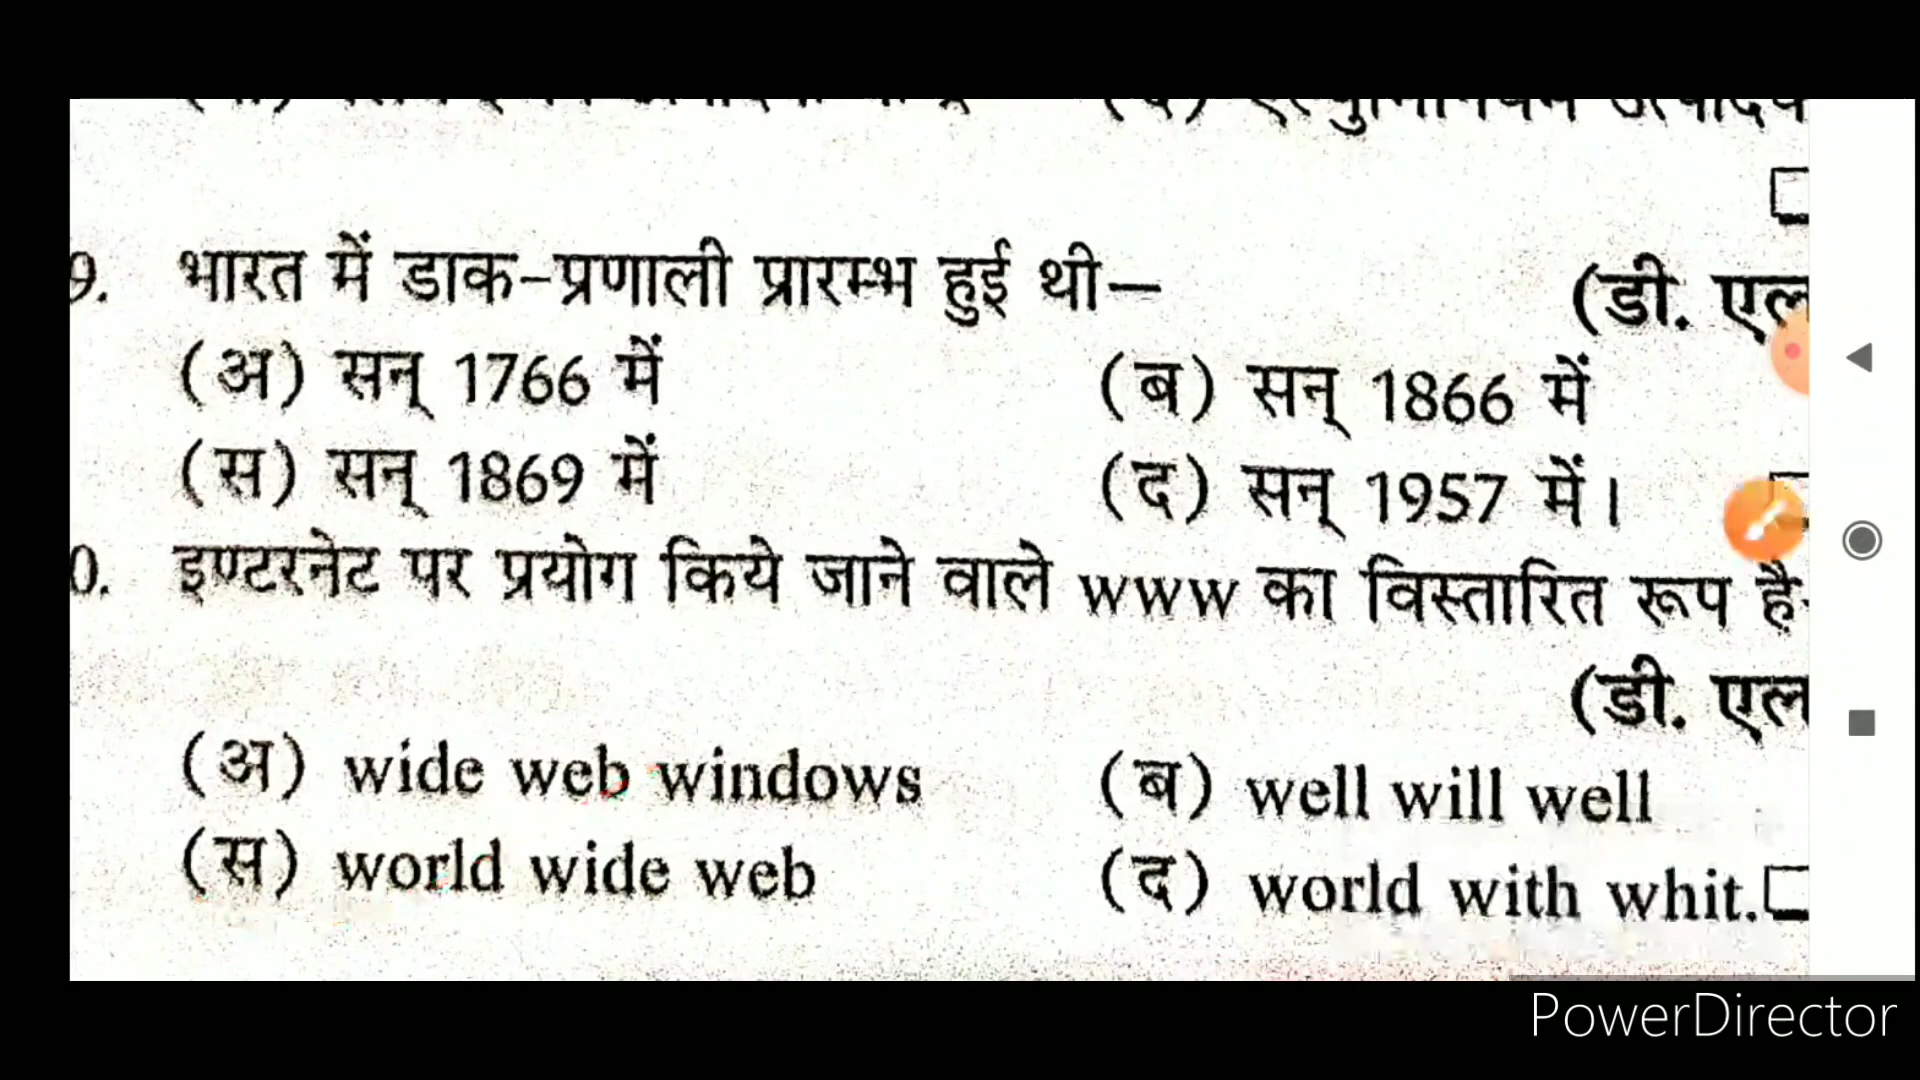 9. भारत में डाक-प्रणाली प्रारम्भ हुई थी—
(डी. एल
(अ) सन् 1766 में (ब) सन् 1866 में
(स) सन् 1869 में (द) सन् 1957 में।
0. इण्टरनेट पर प्रयोग किये जाने वाले www का विस्तारित रूप है-
(डी. एल
(अ) wide web windows (ब) well will well
(स) world wide web (द) world with whit.
PowerDirector